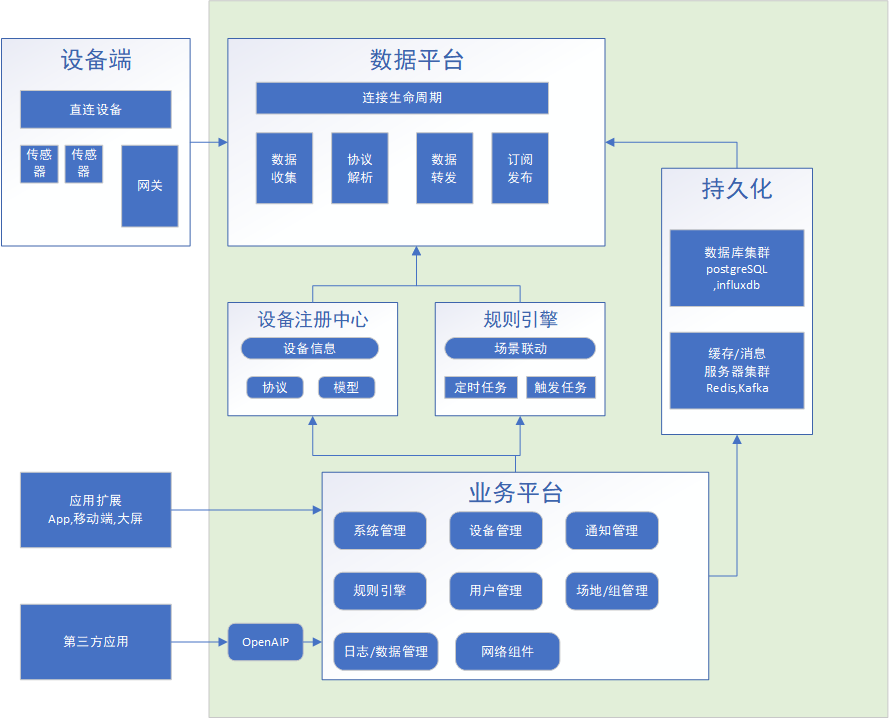 设备端
直连设备
传感
器
传感
器
网关
数据平台
连接生命周期
数据
收集
协议
解析
数据
转发
订阅
发布
持久化
数据库集群
postgreSQL
,influxdb
缓存/消息
服务器集群
Redis,Kafka
设备注册中心
设备信息
协议
模型
规则引擎
场景联动
定时任务
触发任务
应用扩展
App,移动端,大屏
第三方应用
OpenAIP
业务平台
系统管理
设备管理
通知管理
规则引擎
用户管理
场地/组管理
日志/数据管理
网络组件